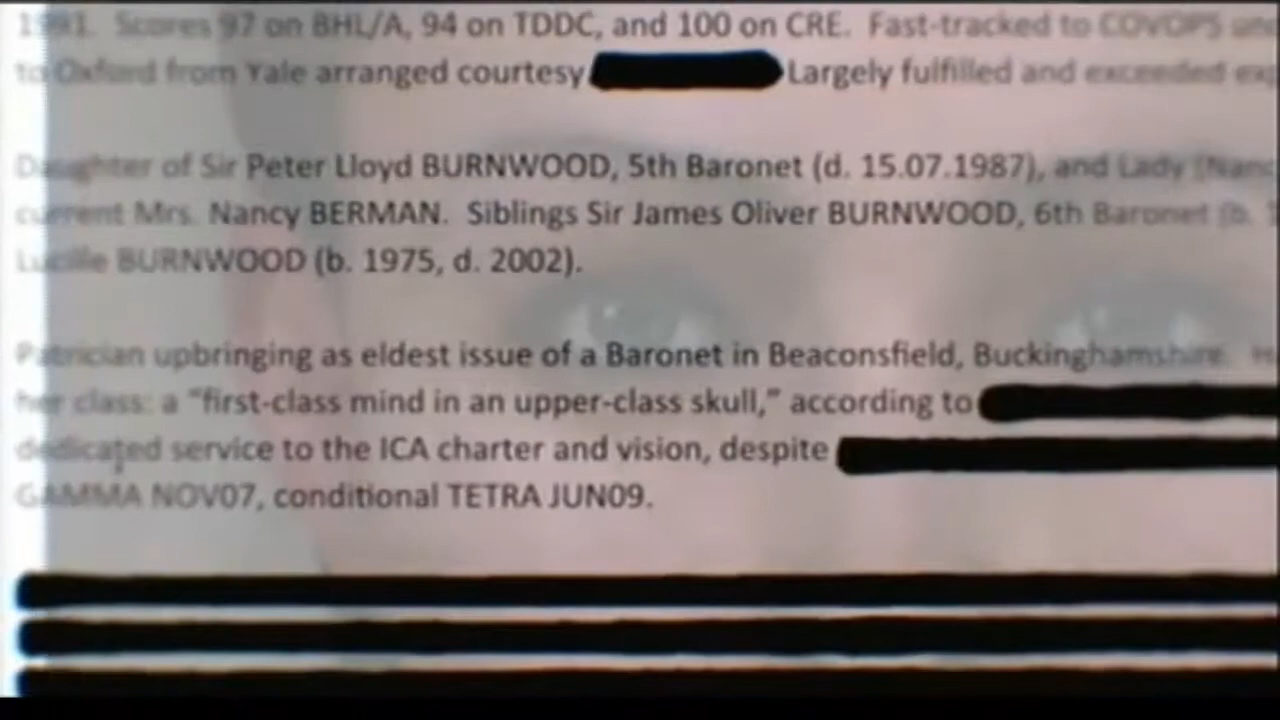 1991. Scores 97 on BHL/A, 94 on TDDC, and 100 on CRE. Fast-tracked to COVOPS
to Oxford from Yale arranged courtesy Largely fulfilled and exceeded
Daughter of Sir Peter Lloyd BURNWOOD, 5th Baronet (d. 15.07.1987), and Lady
current Mrs. Nancy BERMAN. Siblings Sir James Oliver BURNWOOD, 6th Baronet (b.
Lucille BURNWOOD (b. 1975, d. 2002).
Patrician upbringing as eldest issue of a Baronet in Beaconsfield, Buckinghamshire.
her class: a “first-class mind in an upper-class skull,” according to
dedicated service to the ICA charter and vision, despite
GAMMA NOV07, conditional TETRA JUN09.